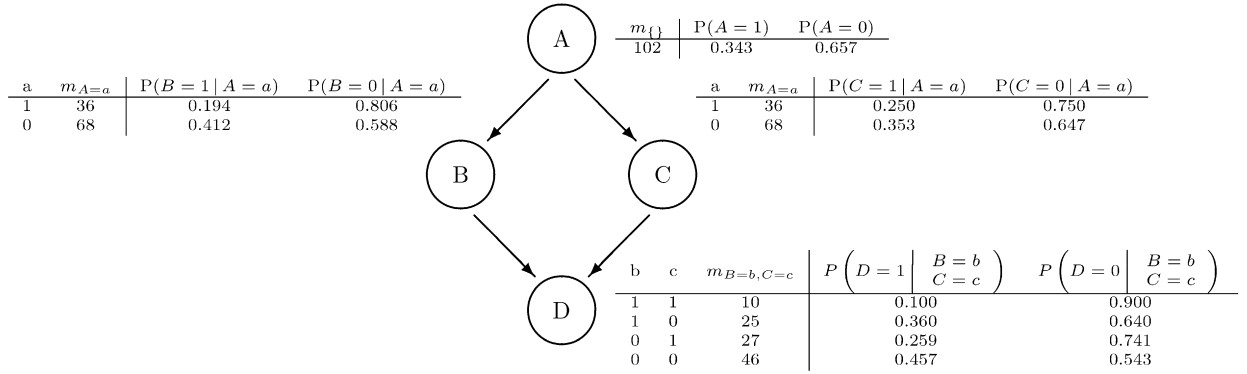 A
m_{} P(A = 1) P(A = 0)
102 0.343 0.657
a m_{A=a} P(B = 1 | A = a) P(B = 0 | A = a)
1 36 0.194 0.806
0 68 0.412 0.588
a m_{A=a} P(C = 1 | A = a) P(C = 0 | A = a)
1 36 0.250 0.750
0 68 0.353 0.647
B
C
D
b c m_{B=b,C=c} P(D = 1 | B = b C = c) P(D = 0 | B = b C = c)
1 1 10 0.100 0.900
1 0 25 0.360 0.640
0 1 27 0.259 0.741
0 0 46 0.457 0.543